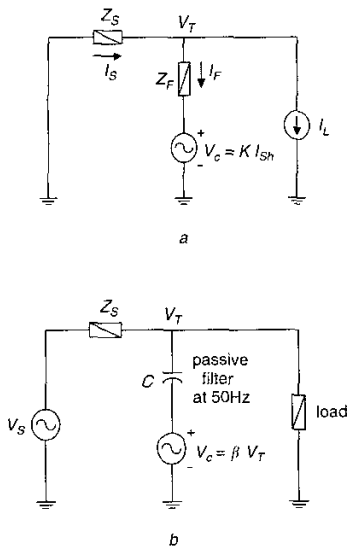 Z_S
V_T
I_S
Z_F
I_F
V_c = K I_Sh
+
-
I_L
a
Z_S
V_T
C
passive
filter
at 50Hz
V_S
+
-
V_c = β V_T
load
b